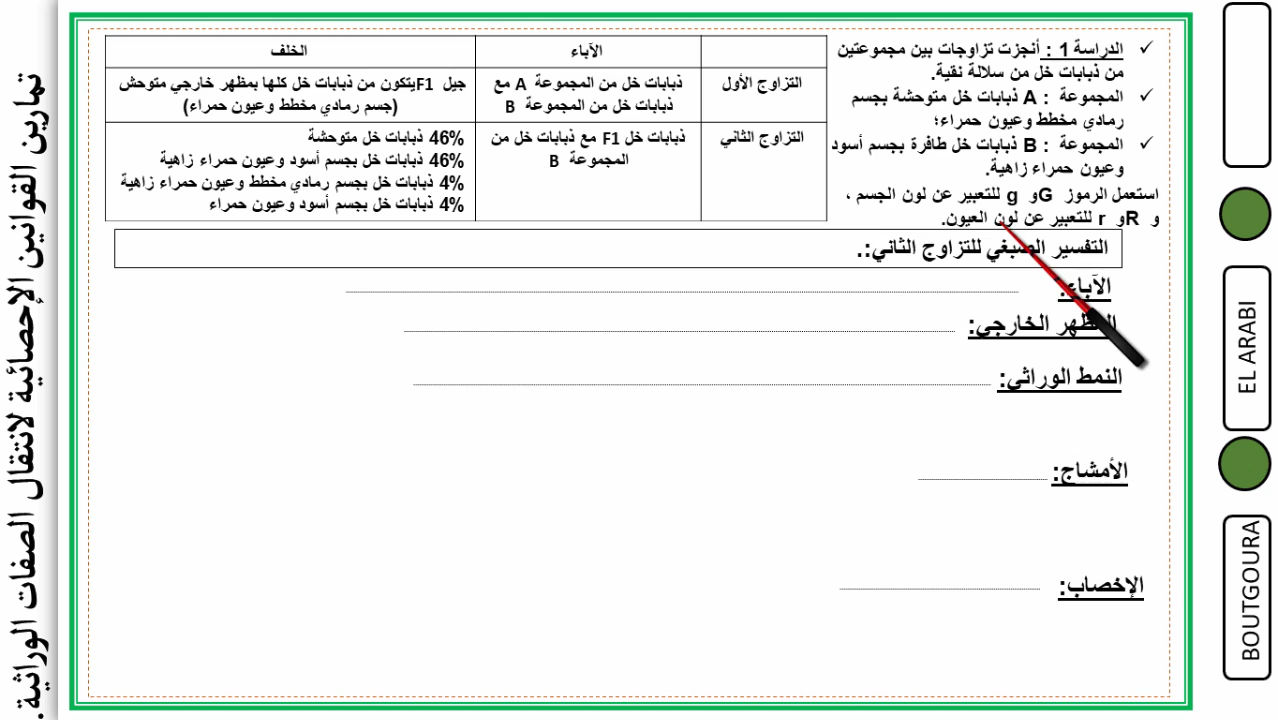 تمارين القوانين الإحصائية لانتقال الصفات الوراثية.
الدراسة 1 : أنجزت تزاوجات بين مجموعتين
من ذبابات خل من سلالة نقية.
المجموعة A : ذبابات خل متوحشة بجسم
رمادي مخطط وعيون حمراء؛
المجموعة B : ذبابات خل طافرة بجسم أسود
وعيون حمراء زاهية.
استعمل الرموز G و g للتعبير عن لون الجسم ،
و R و r للتعبير عن لون العيون.
الآباء
الخلف
التزاوج الأول
ذبابات خل من المجموعة A مع
ذبابات خل من المجموعة B
جيل F1 يتكون من ذبابات خل كلها بمظهر خارجي متوحش
(جسم رمادي مخطط وعيون حمراء)
التزاوج الثاني
ذبابات خل F1 مع ذبابات خل من
المجموعة B
46% ذبابات خل متوحشة
46% ذبابات خل بجسم أسود وعيون حمراء زاهية
4% ذبابات خل بجسم رمادي مخطط وعيون حمراء زاهية
4% ذبابات خل بجسم أسود وعيون حمراء
التفسير الصبغي للتزاوج الثاني:.
الآباء:
المظهر الخارجي:
النمط الوراثي:
الأمشاج:
الإخصاب:
EL ARABI
BOUTGOURA